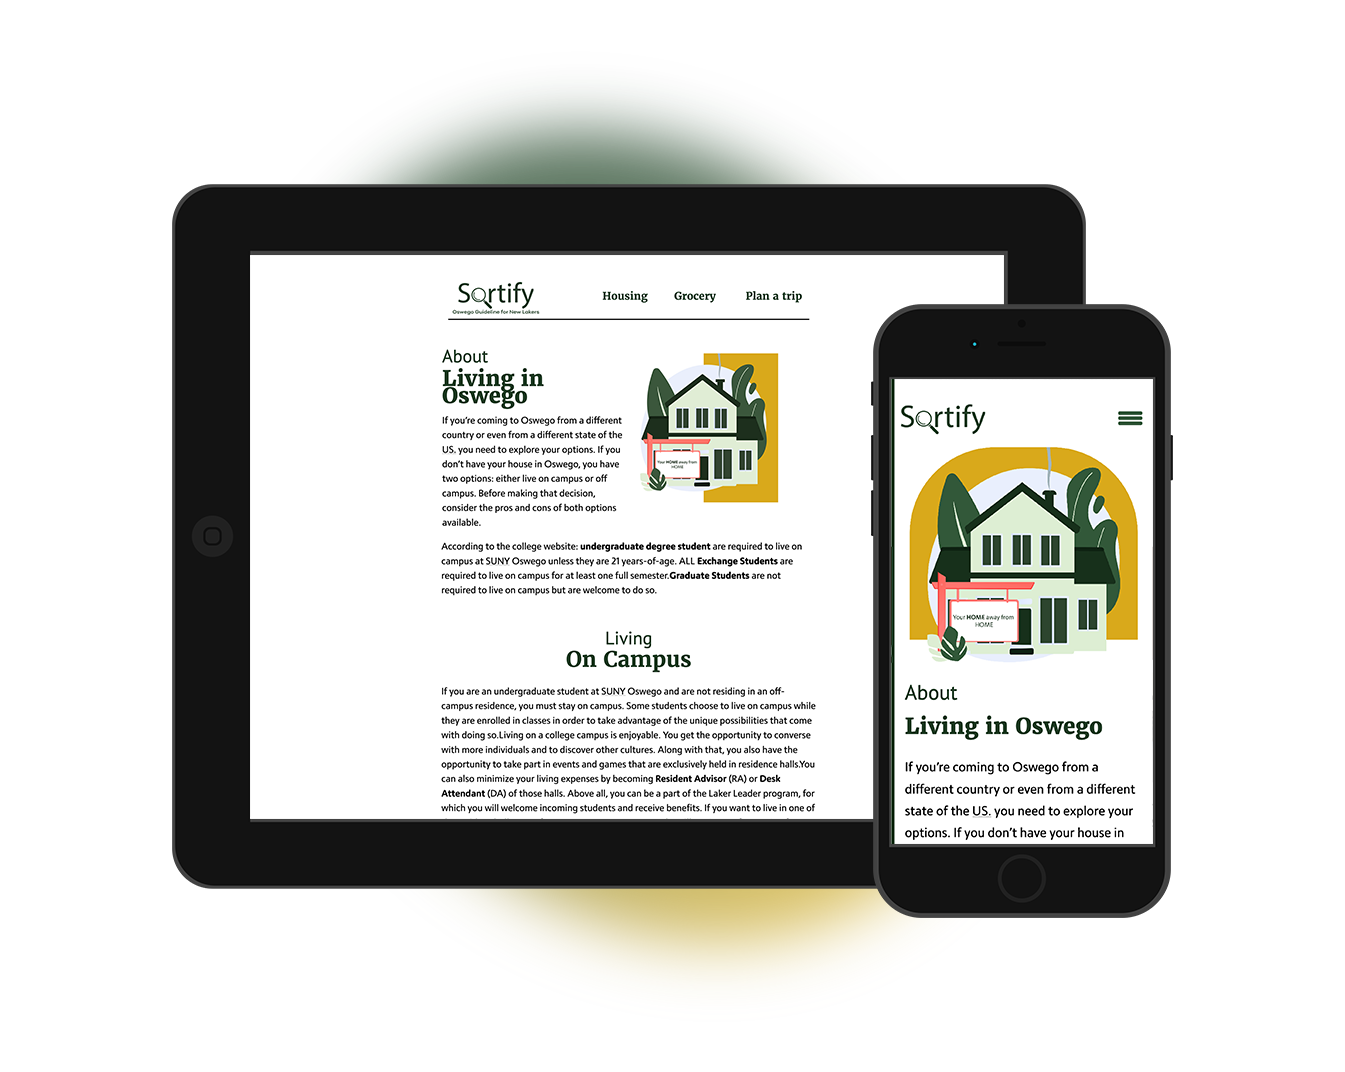 Sortify
Oswego Guideline for New Lakers
Housing Grocery Plan a trip
About
Living in
Oswego
If you're coming to Oswego from a different
country or even from a different state of the
US, you need to explore your options. If you
don't have your house in Oswego, you have
two options: either live on campus or off
campus. Before making that decision,
consider the pros and cons of both options
available.
Your HOME away from
HOME
According to the college website: undergraduate degree student are required to live on
campus at SUNY Oswego unless they are 21 years-of-age. ALL Exchange Students are
required to live on campus for at least one full semester.Graduate Students are not
required to live on campus but are welcome to do so.
Living
On Campus
If you are an undergraduate student at SUNY Oswego and are not residing in an off-
campus residence, you must stay on campus. Some students choose to live on campus while
they are enrolled in classes in order to take advantage of the unique possibilities that come
with doing so.Living on a college campus is enjoyable. You get the opportunity to converse
with more individuals and to discover other cultures. Along with that, you also have the
opportunity to take part in events and games that are exclusively held in residence halls.You
can also minimize your living expenses by becoming Resident Advisor (RA) or Desk
Attendant (DA) of those halls. Above all, you can be a part of the Laker Leader program, for
which you will welcome incoming students and receive benefits. If you want to live in one of
Sortify
Your HOME away from
HOME
About
Living in Oswego
If you're coming to Oswego from a
different country or even from a different
state of the US, you need to explore your
options. If you don't have your house in